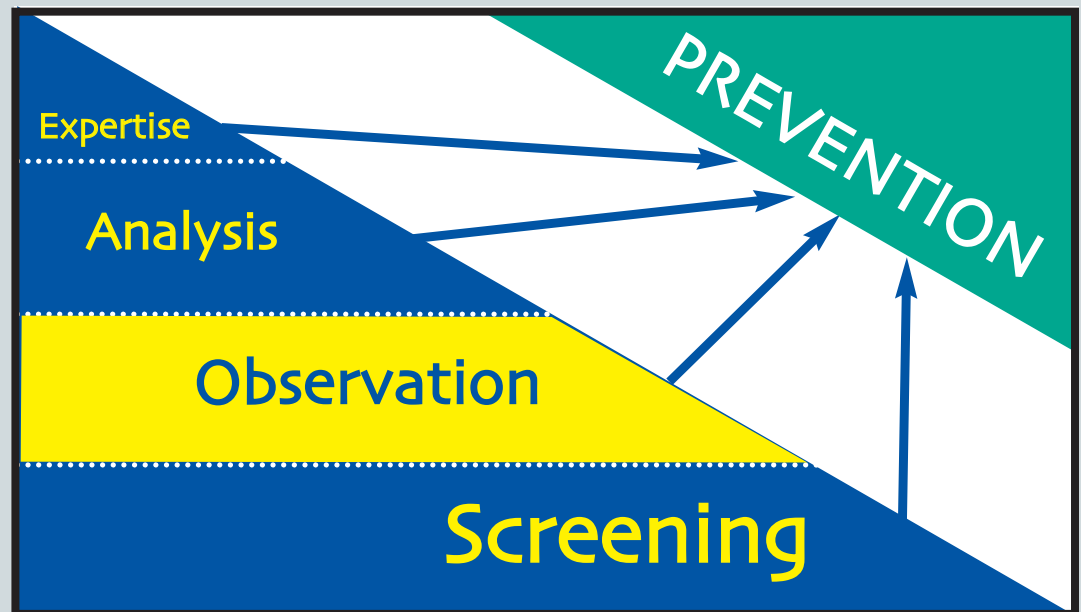 PREVENTION
Expertise
Analysis
Observation
Screening